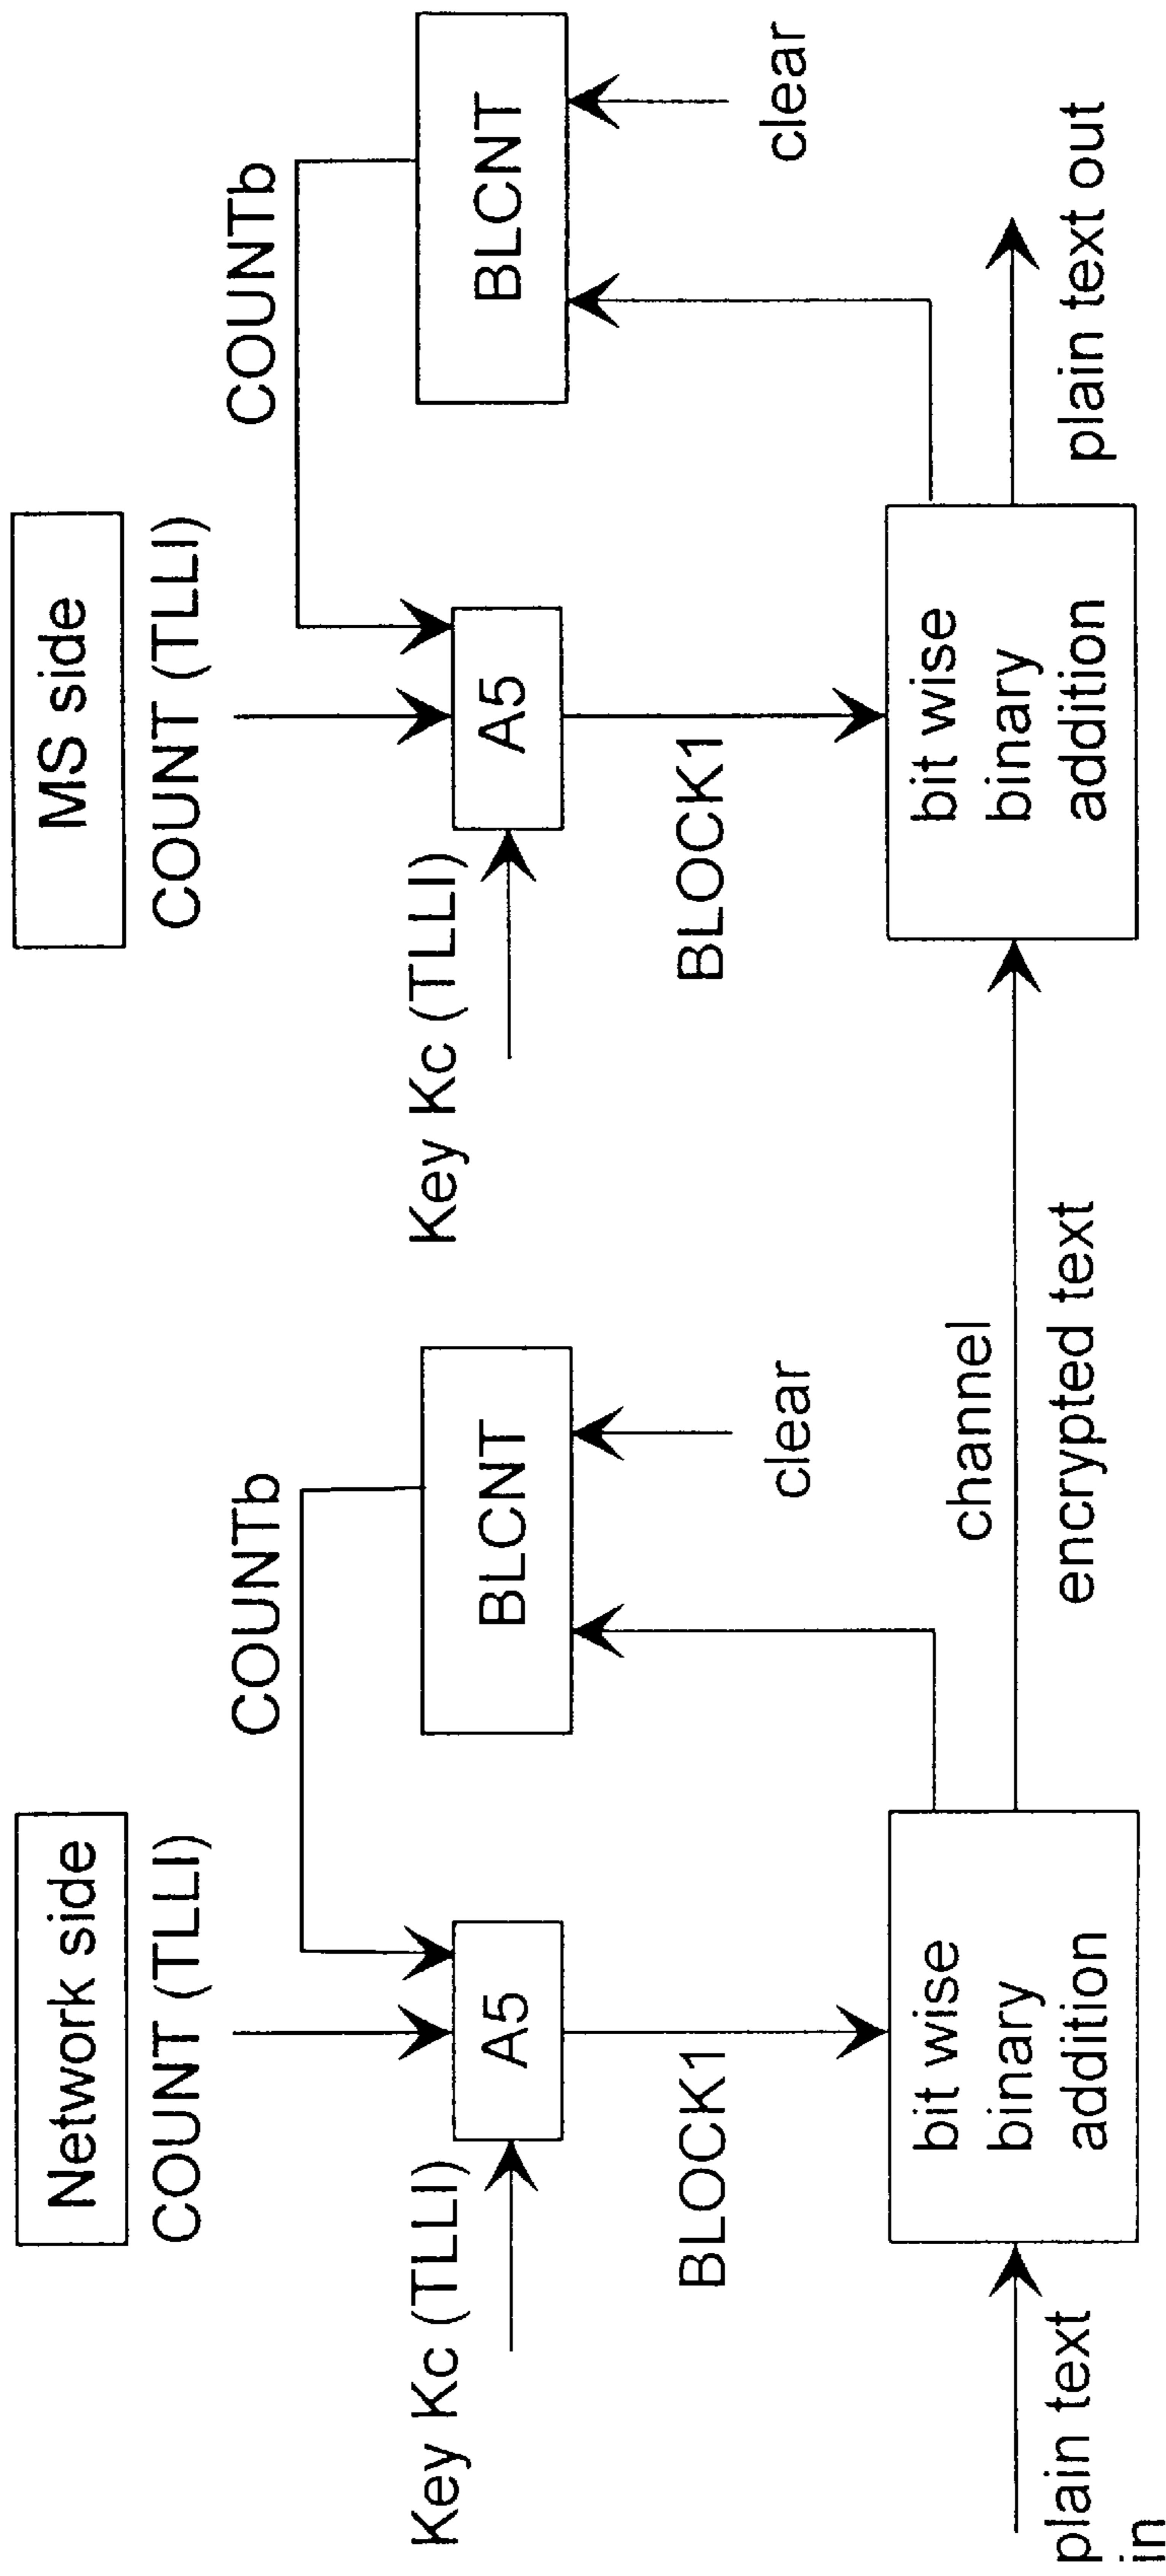 Network side
COUNT (TLLI)
COUNTb
Key Kc (TLLI)
A5
BLCNT
BLOCK1
clear
plain text
in
bit wise
binary
addition
channel
encrypted text
MS side
COUNT (TLLI)
COUNTb
Key Kc (TLLI)
A5
BLCNT
BLOCK1
clear
bit wise
binary
addition
plain text out